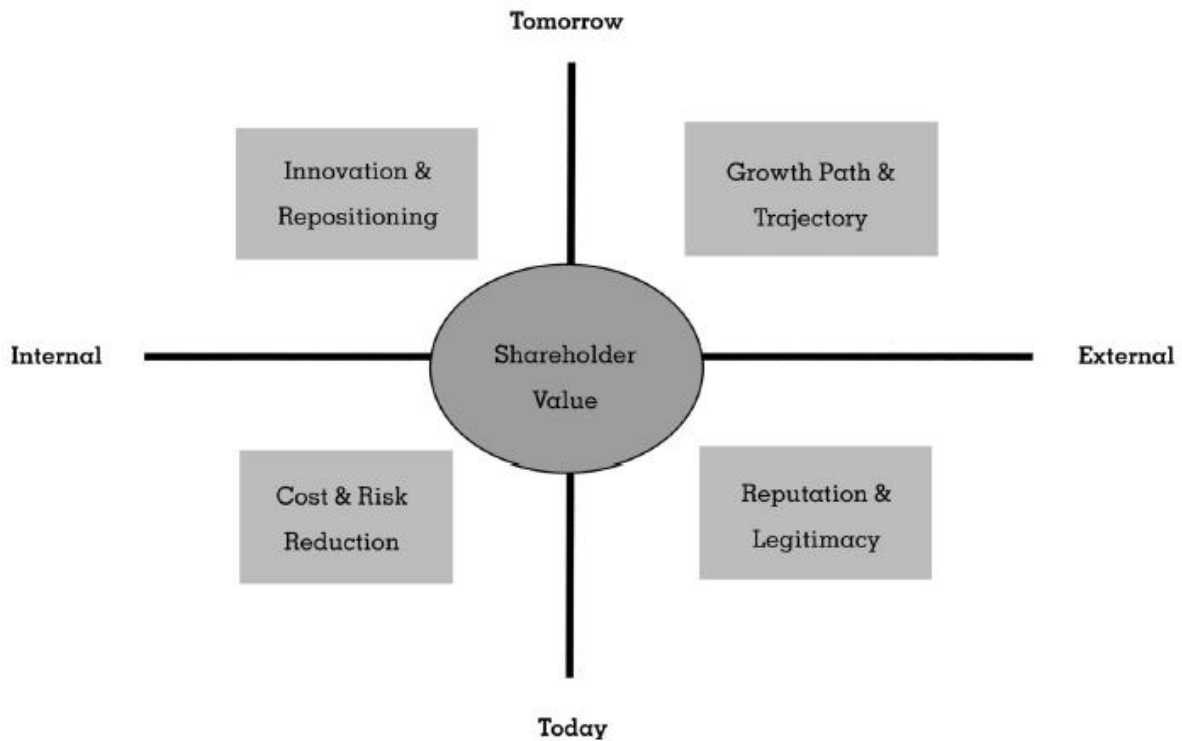 Tomorrow
Innovation &
Repositioning
Growth Path &
Trajectory
Internal
Shareholder
Value
External
Cost & Risk
Reduction
Reputation &
Legitimacy
Today